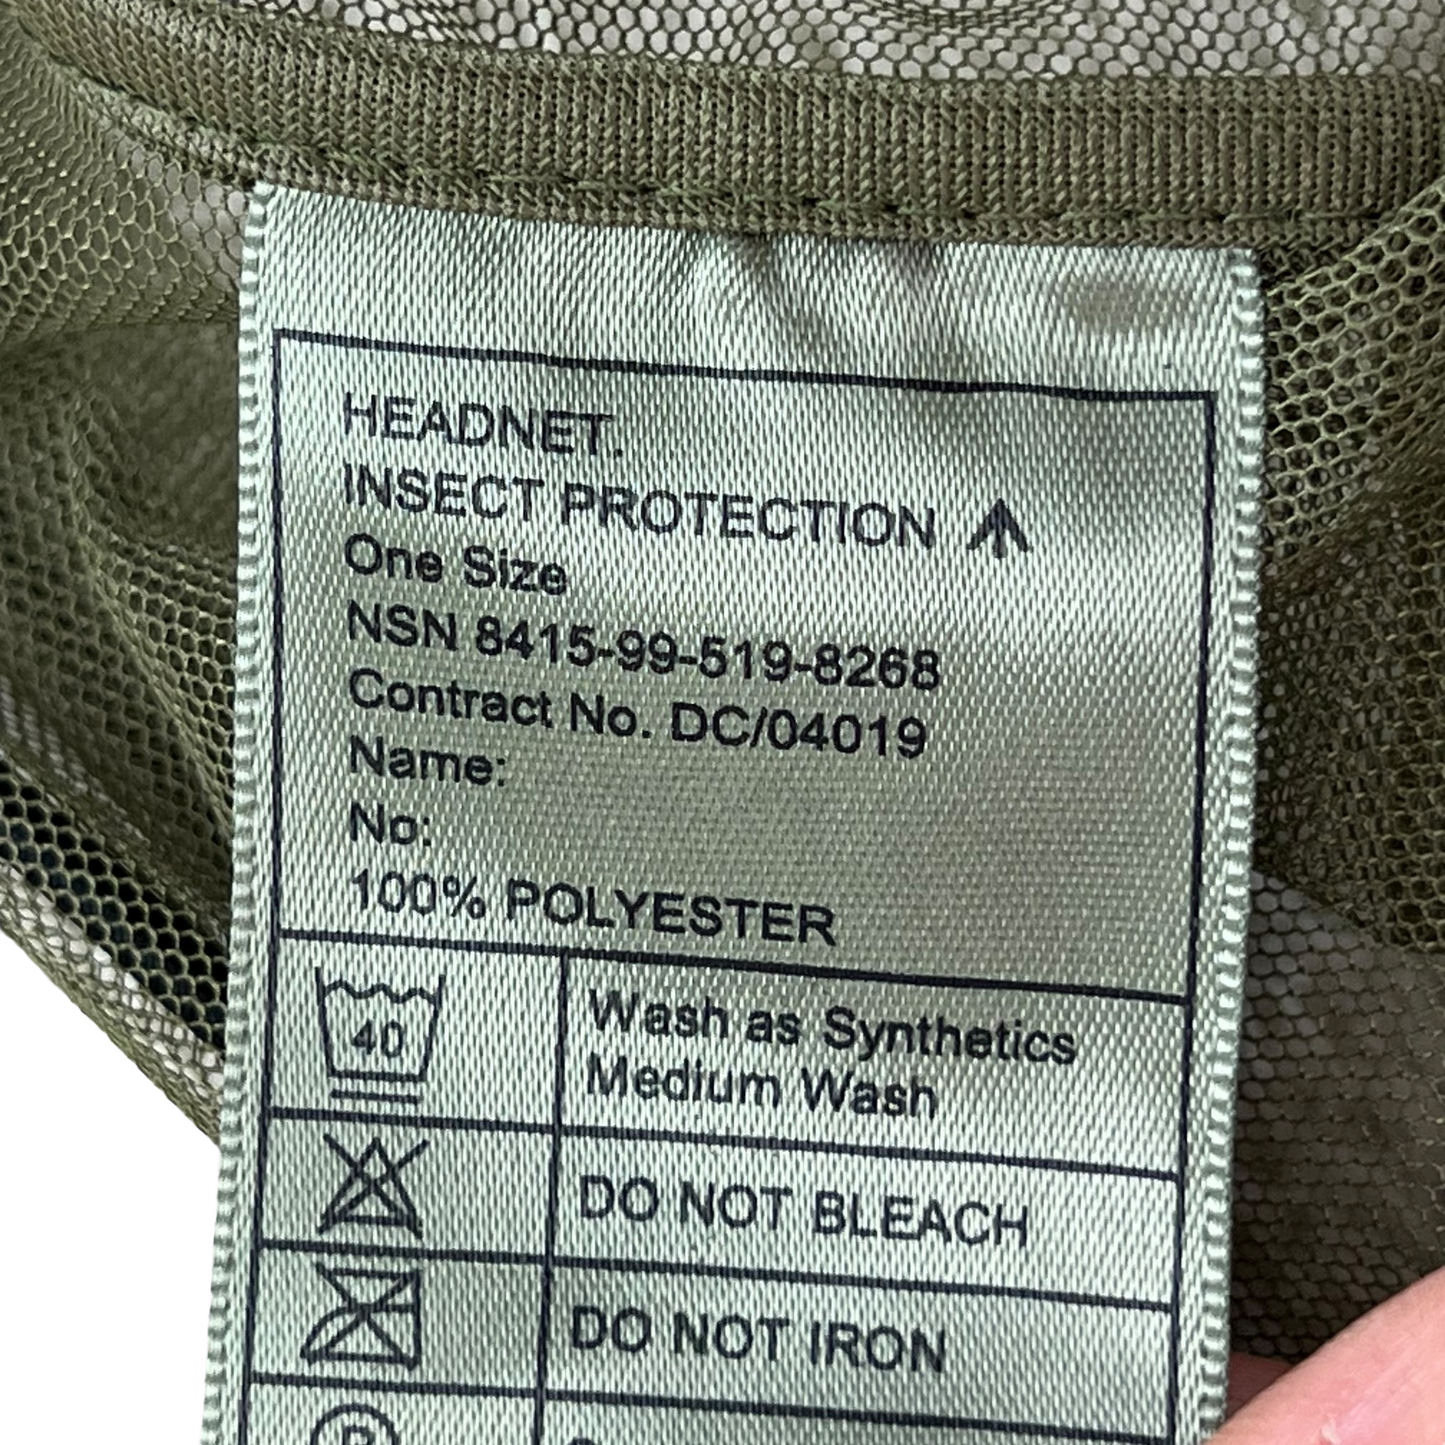 HEADNET.
INSECT PROTECTION
One Size
NSN 8415-99-519-8268
Contract No. DC/04019
Name:
No:
100% POLYESTER
40
Wash as Synthetics
Medium Wash
DO NOT BLEACH
DO NOT IRON
P